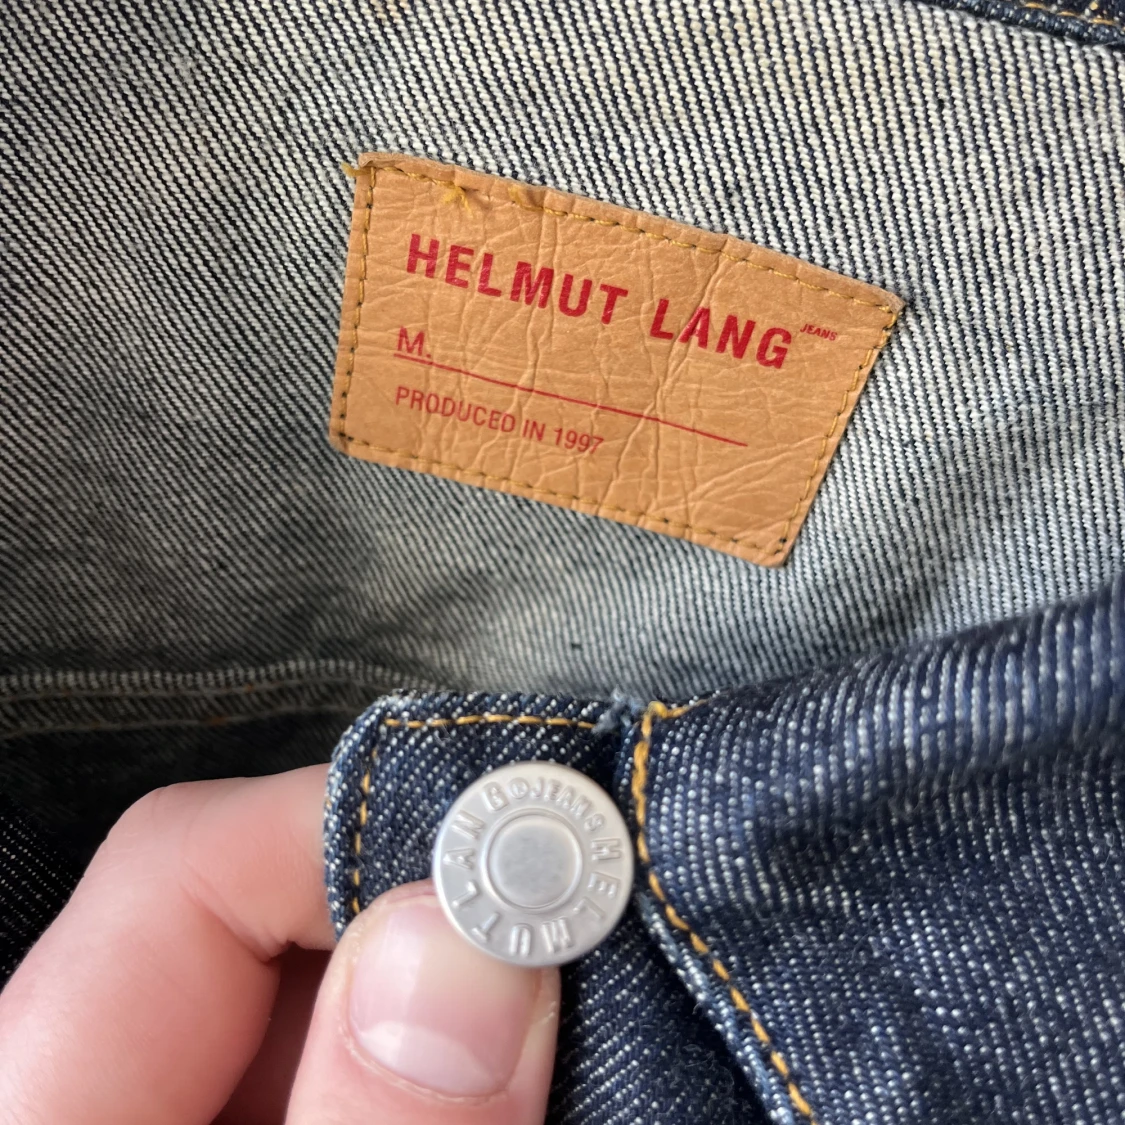 HELMUT LANG JEANS
M.
PRODUCED IN 1997
HELMUT LANG JEANS